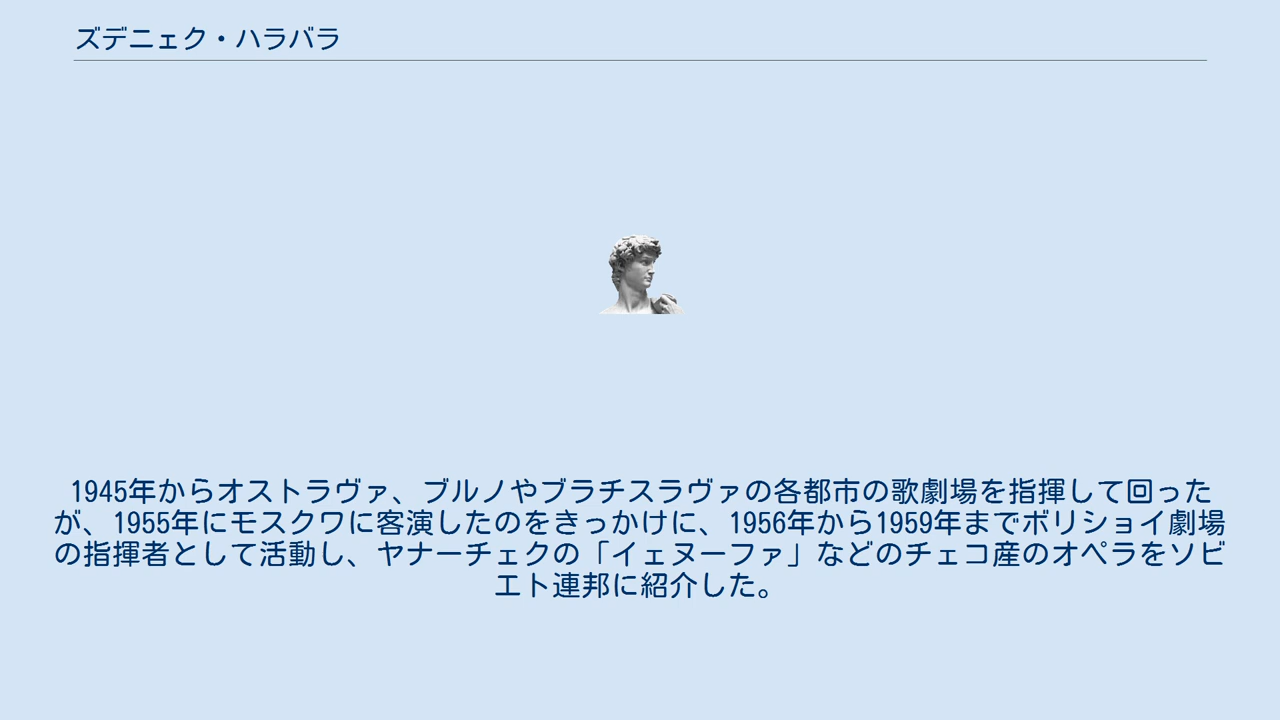 ズデニェク・ハラバラ
1945年からオストラヴァ、ブルノやブラチスラヴァの各都市の歌劇場を指揮して回った
が、1955年にモスクワに客演したのをきっかけに、1956年から1959年までボリショイ劇場
の指揮者として活動し、ヤナーチェクの「イェヌーファ」などのチェコ産のオペラをソビ
エト連邦に紹介した。